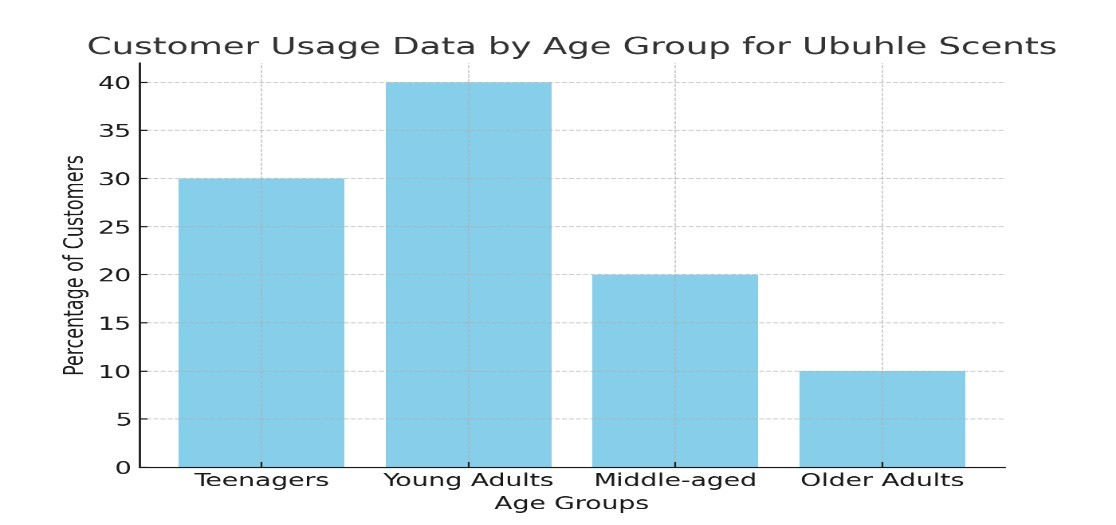 Customer Usage Data by Age Group for Ubuhle Scents
Percentage of Customers
40
35
30
25
20
15
10
5
0
Teenagers Young Adults Middle-aged Older Adults
Age Groups